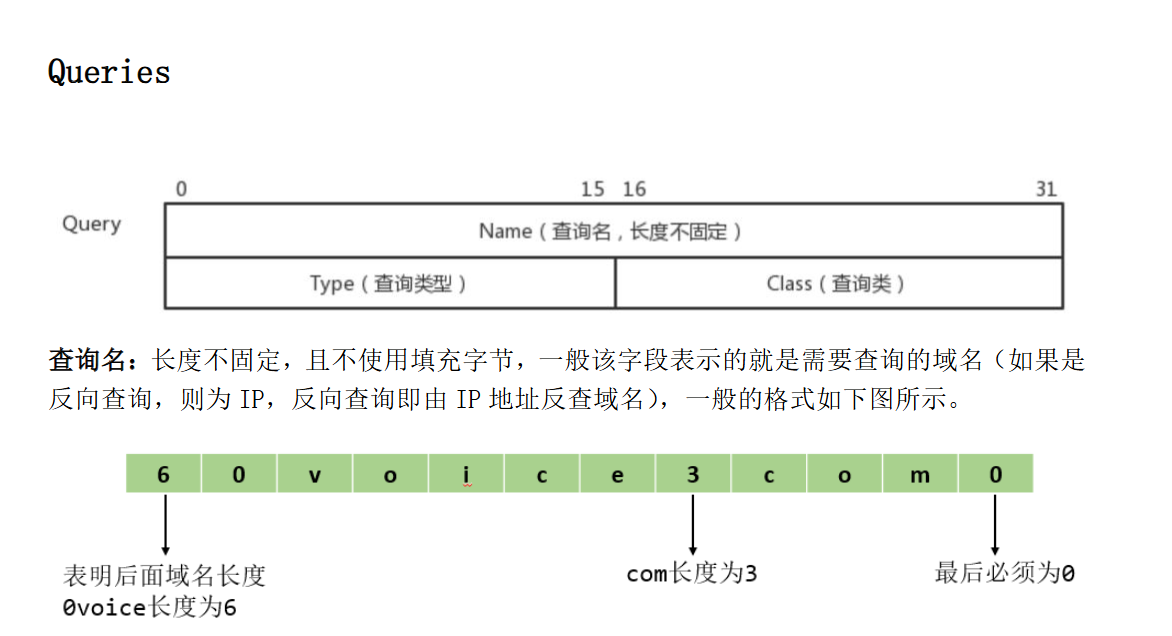 Queries
0 15 16 31
Query
Name（查询名，长度不固定）
Type（查询类型） Class（查询类）
查询名：长度不固定，且不使用填充字节，一般该字段表示的就是需要查询的域名（如果是
反向查询，则为 IP，反向查询即由 IP 地址反查域名），一般的格式如下图所示。
6 0 v o i c e 3 c o m 0
表明后面域名长度
0voice长度为6
com长度为3
最后必须为0